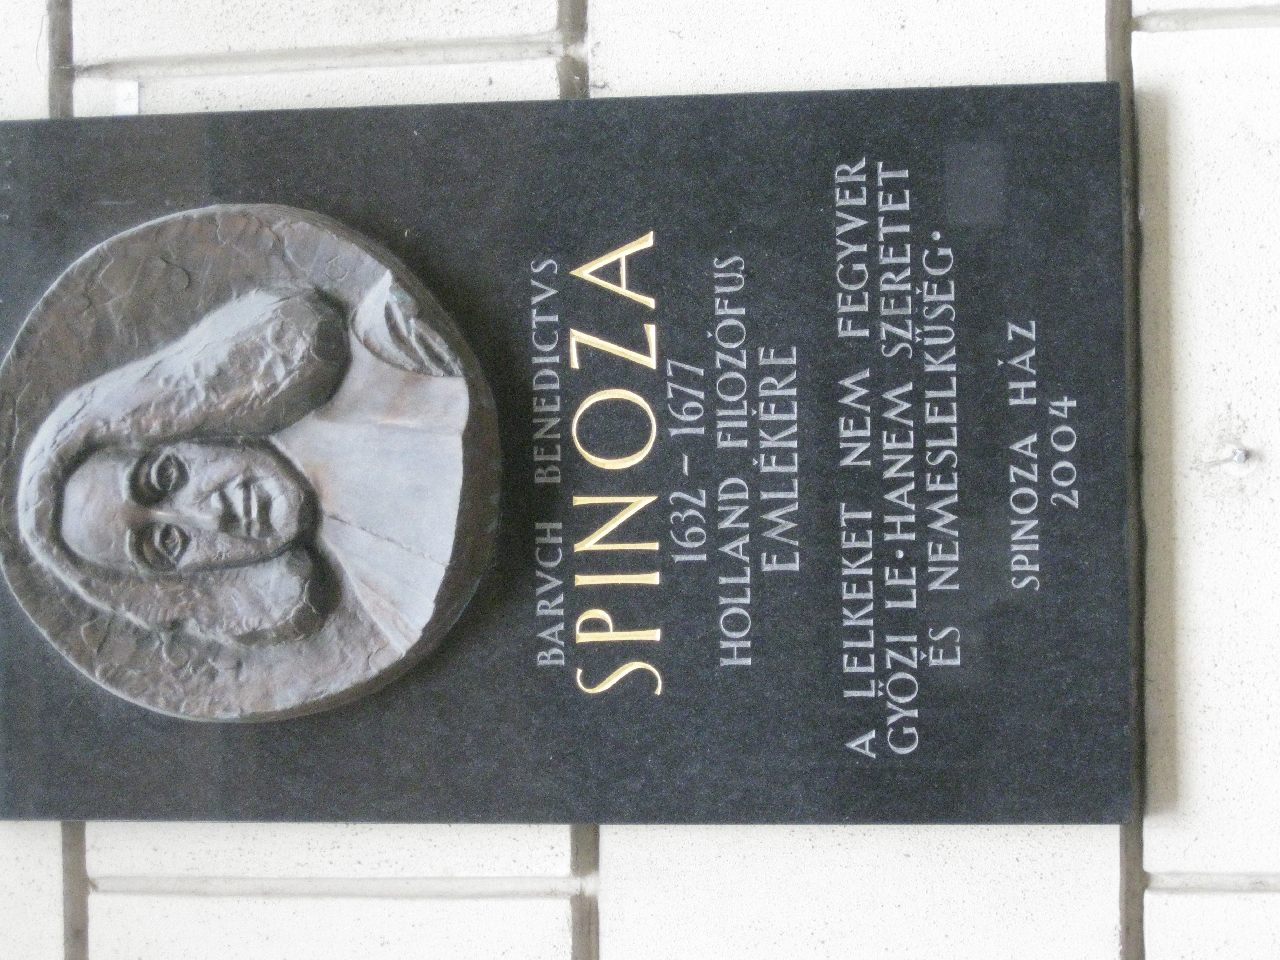 BARVCH BENEDICTVS
SPINOZA
1632 – 1677
HOLLAND FILOZÓFUS
EMLÉKÉRE
A LELKEKET NEM FEGYVER
GYŐZI LE · HANEM SZERETET
ÉS NEMESLELKŰSÉG ·
SPINOZA HÁZ
2004